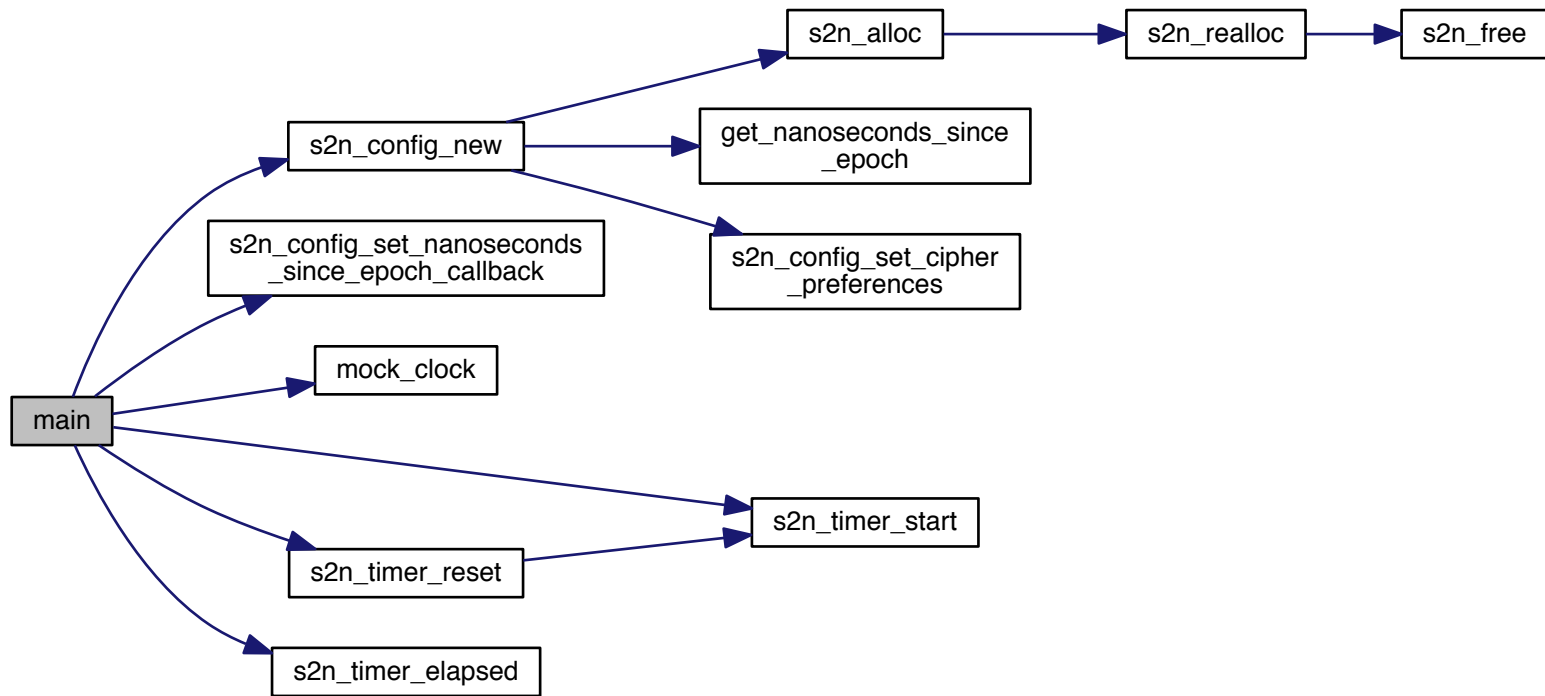 s2n_alloc
s2n_realloc
s2n_free
s2n_config_new
get_nanoseconds_since
_epoch
s2n_config_set_nanoseconds
_since_epoch_callback
s2n_config_set_cipher
_preferences
mock_clock
main
s2n_timer_start
s2n_timer_reset
s2n_timer_elapsed